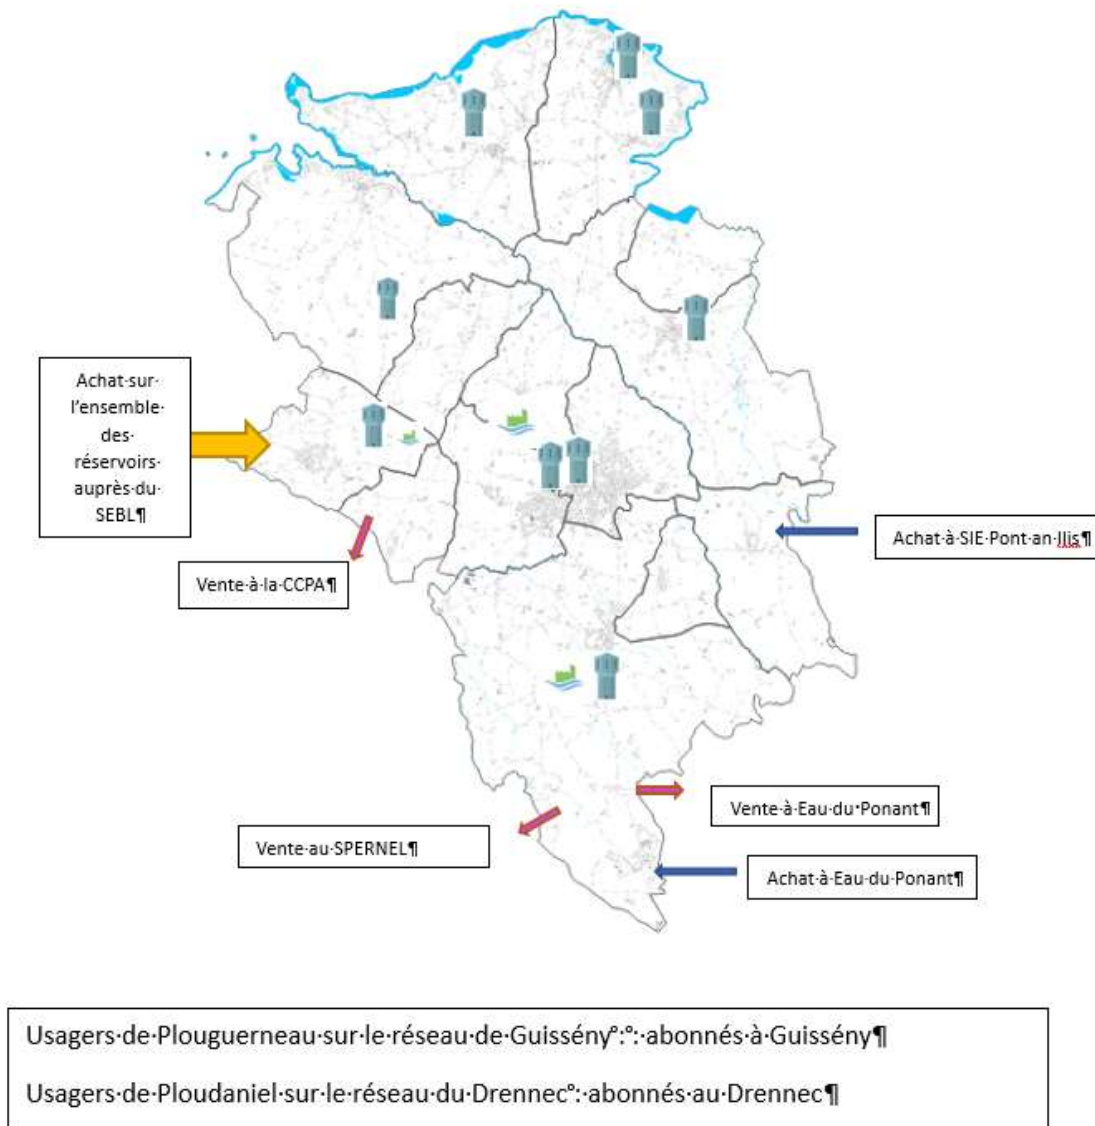 Achat·sur·
l'ensemble·
des·
réservoirs·
auprès·du·
SEBL¶
Achat·à·SIE·Pont·an·Ilis¶
Vente·à·la·CCPA¶
Vente·à·Eau·du·Ponant¶
Vente·au·SPERNEL¶
Achat·à·Eau·du·Ponant¶
Usagers·de·Plouguerneau·sur·le·réseau·de·Guissény°:°:·abonnés·à·Guissény¶
Usagers·de·Ploudaniel·sur·le·réseau·du·Drennec°:·abonnés·au·Drennec¶